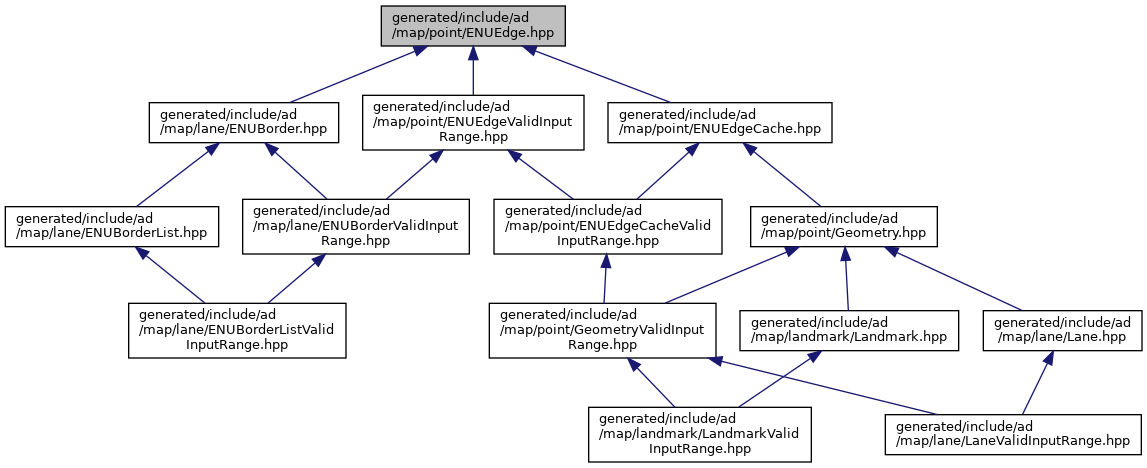 generated/include/ad
/map/point/ENUEdge.hpp
generated/include/ad
/map/lane/ENUBorder.hpp
generated/include/ad
/map/point/ENUEdgeValidInput
Range.hpp
generated/include/ad
/map/point/ENUEdgeCache.hpp
generated/include/ad
/map/lane/ENUBorderList.hpp
generated/include/ad
/map/lane/ENUBorderValidInput
Range.hpp
generated/include/ad
/map/point/ENUEdgeCacheValid
InputRange.hpp
generated/include/ad
/map/point/Geometry.hpp
generated/include/ad
/map/lane/ENUBorderListValid
InputRange.hpp
generated/include/ad
/map/point/GeometryValidInput
Range.hpp
generated/include/ad
/map/landmark/Landmark.hpp
generated/include/ad
/map/lane/Lane.hpp
generated/include/ad
/map/landmark/LandmarkValid
InputRange.hpp
generated/include/ad
/map/lane/LaneValidInputRange.hpp